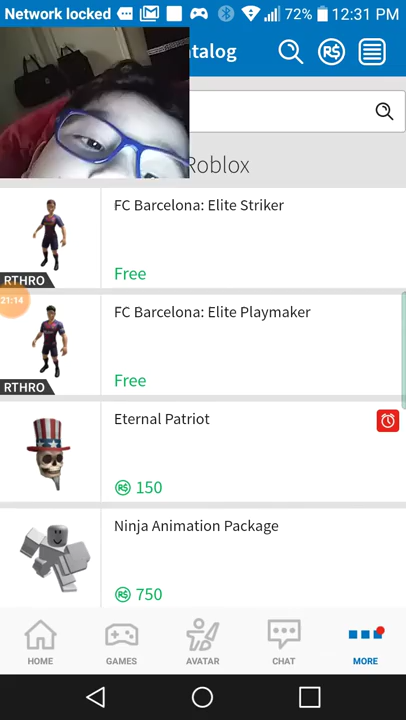 Network locked 72% 12:31 PM
atalog
Roblox
FC Barcelona: Elite Striker
Free
RTHRO
21:14
FC Barcelona: Elite Playmaker
Free
RTHRO
Eternal Patriot
R$ 150
Ninja Animation Package
R$ 750
HOME GAMES AVATAR CHAT MORE